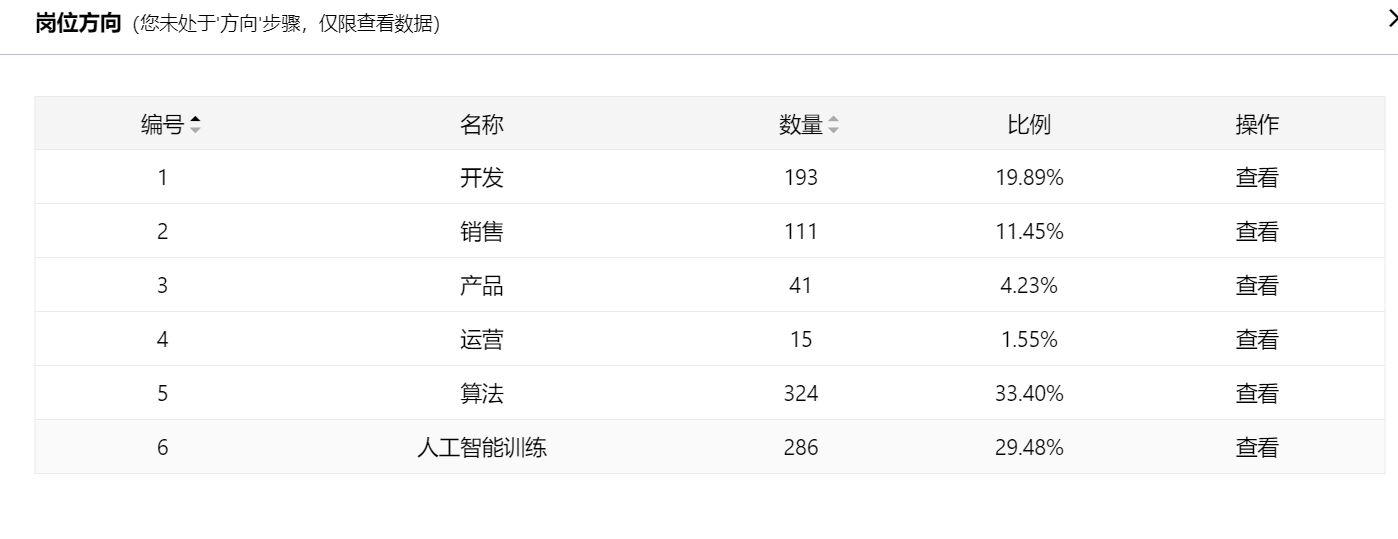 岗位方向 (您未处于'方向'步骤，仅限查看数据)
编号 名称 数量 比例 操作
1 开发 193 19.89% 查看
2 销售 111 11.45% 查看
3 产品 41 4.23% 查看
4 运营 15 1.55% 查看
5 算法 324 33.40% 查看
6 人工智能训练 286 29.48% 查看